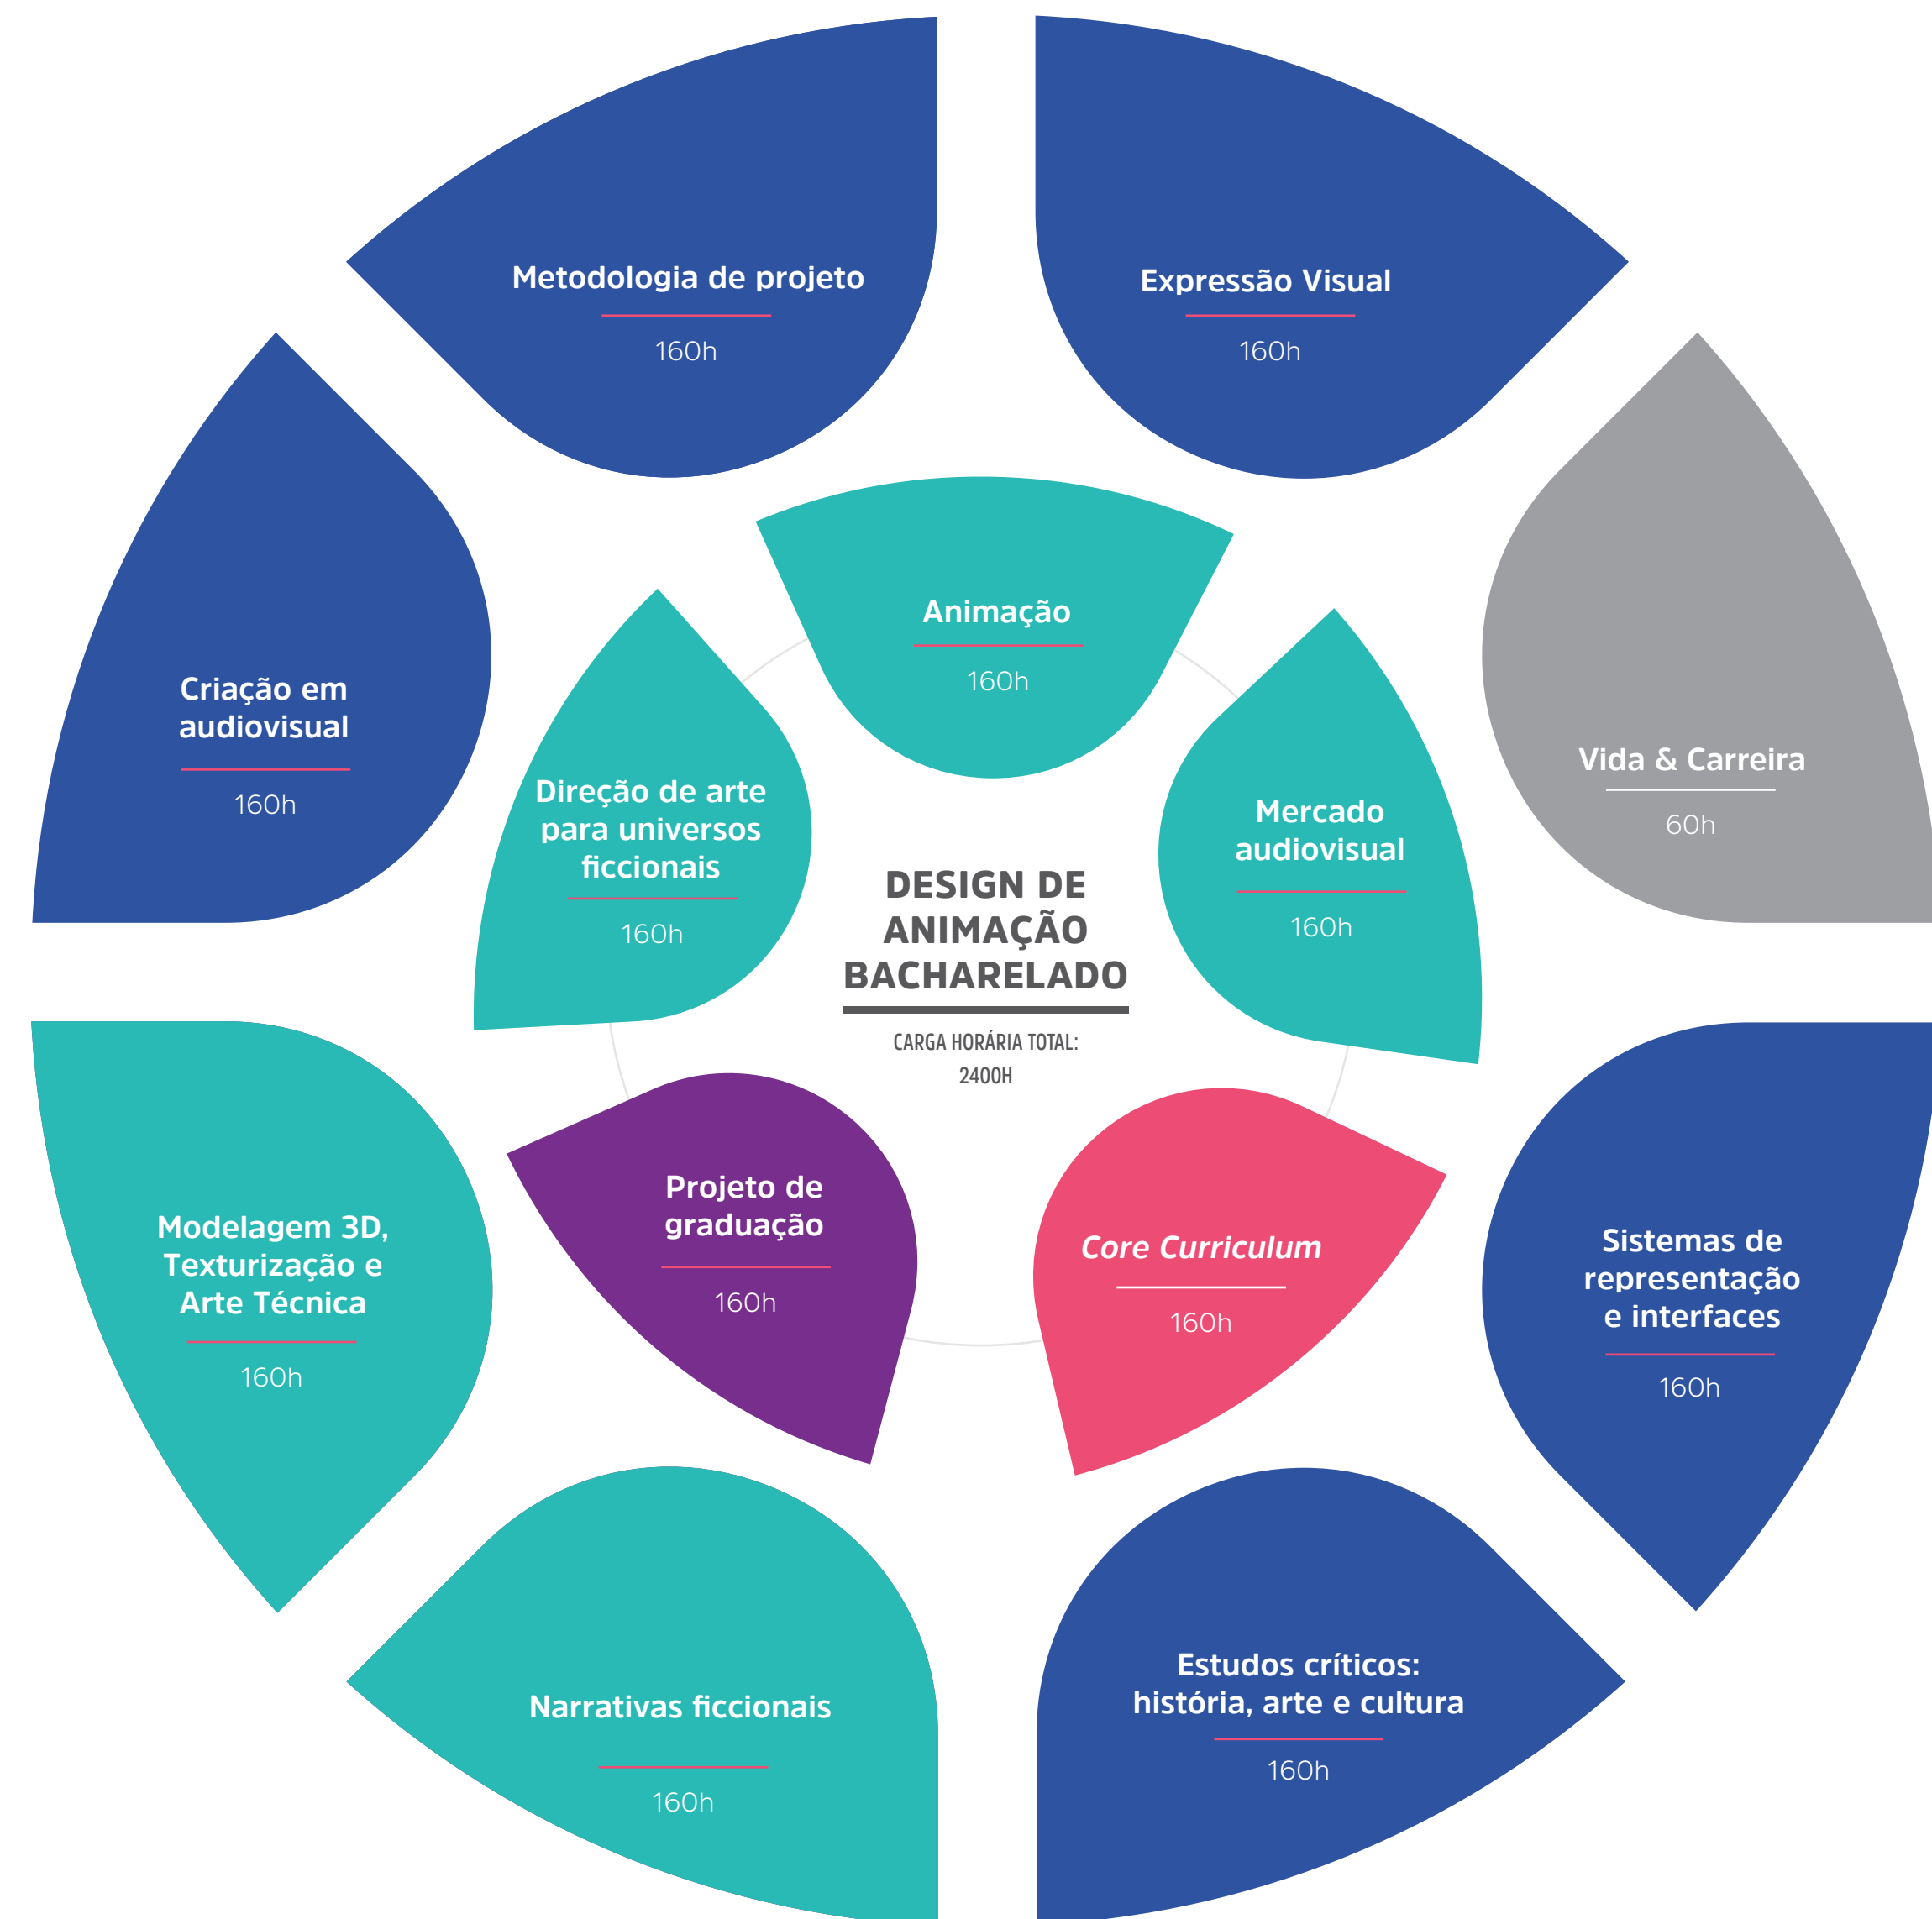 Metodologia de projeto
160h
Expressão Visual
160h
Criação em
audiovisual
160h
Animação
160h
Vida & Carreira
60h
Direção de arte
para universos
ficcionais
160h
Mercado
audiovisual
160h
DESIGN DE
ANIMAÇÃO
BACHARELADO
CARGA HORÁRIA TOTAL:
2400H
Modelagem 3D,
Texturização e
Arte Técnica
160h
Projeto de
graduação
160h
Core Curriculum
160h
Sistemas de
representação
e interfaces
160h
Narrativas ficcionais
160h
Estudos críticos:
história, arte e cultura
160h